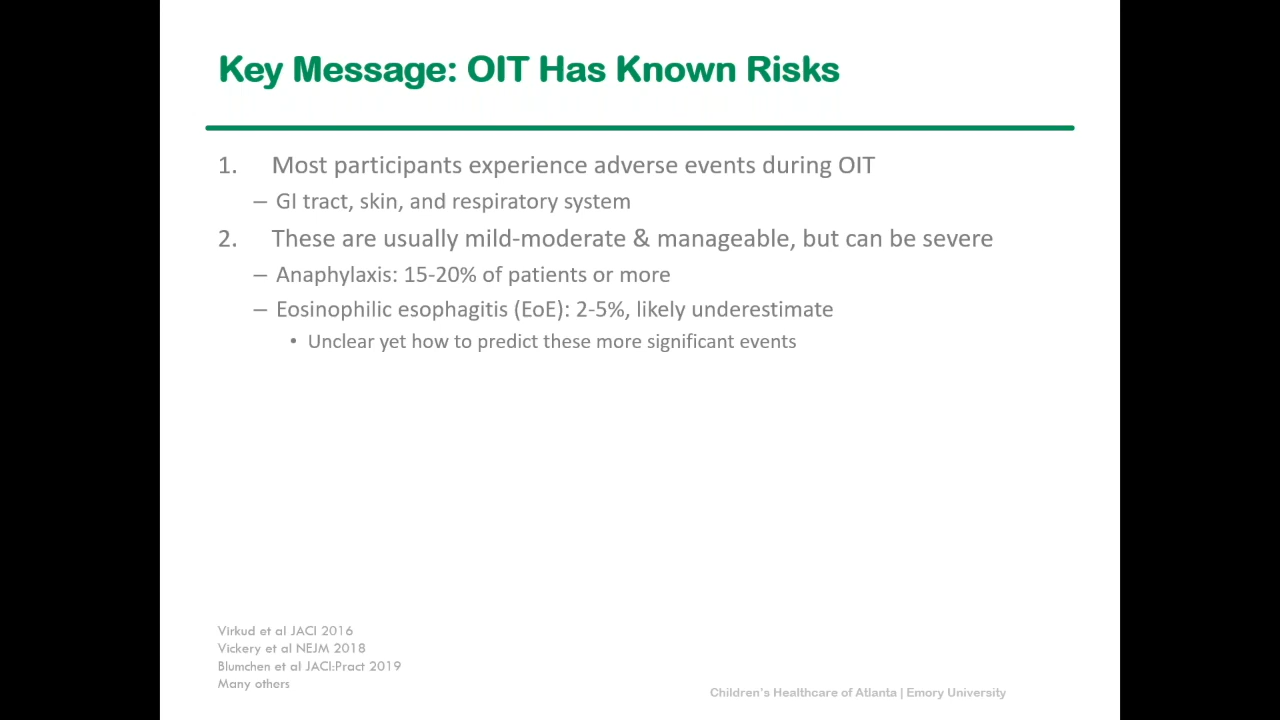 Key Message: OIT Has Known Risks
1. Most participants experience adverse events during OIT
– GI tract, skin, and respiratory system
2. These are usually mild-moderate & manageable, but can be severe
– Anaphylaxis: 15-20% of patients or more
– Eosinophilic esophagitis (EoE): 2-5%, likely underestimate
• Unclear yet how to predict these more significant events
Virkud et al JACI 2016
Vickery et al NEJM 2018
Blumchen et al JACI:Pract 2019
Many others
Children's Healthcare of Atlanta | Emory University